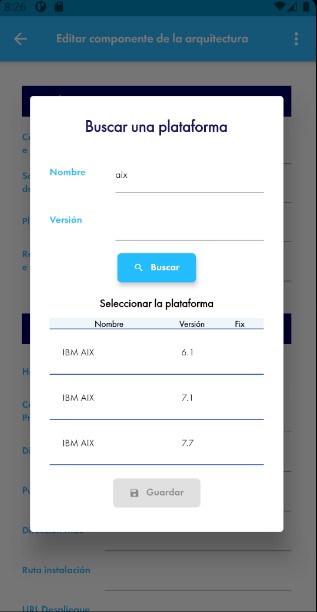 8:26
Editar componente de la arquitectura
Buscar una plataforma
Nombre
aix
Versión
Buscar
Seleccionar la plataforma
Nombre Versión Fix
IBM AIX 6.1
IBM AIX 7.1
IBM AIX 7.7
Guardar
Ruta instalación
URL Despliegue